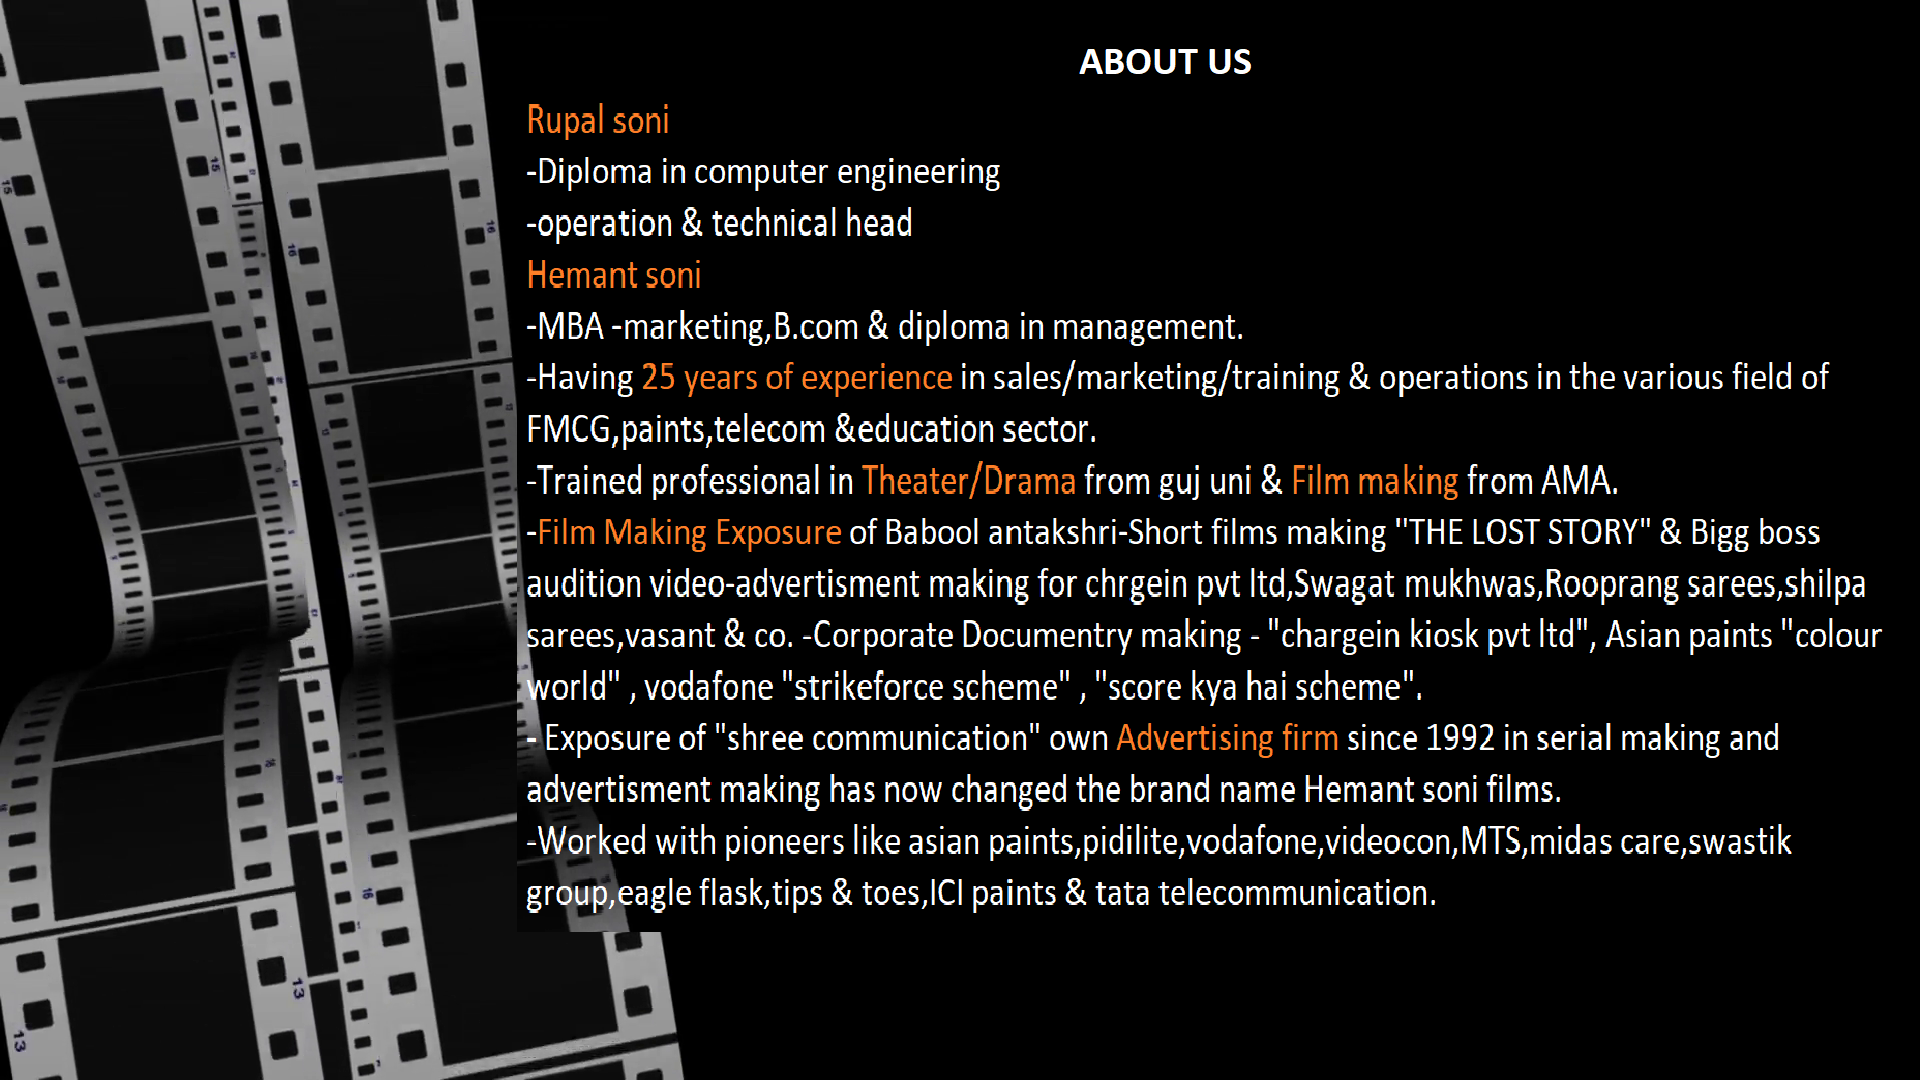 ABOUT US
Rupal soni
-Diploma in computer engineering
-operation & technical head
Hemant soni
-MBA -marketing,B.com & diploma in management.
-Having 25 years of experience in sales/marketing/training & operations in the various field of
FMCG,paints,telecom &education sector.
-Trained professional in Theater/Drama from guj uni & Film making from AMA.
-Film Making Exposure of Babool antakshri-Short films making "THE LOST STORY" & Bigg boss
audition video-advertisment making for chrgein pvt ltd,Swagat mukhwas,Rooprang sarees,shilpa
sarees,vasant & co. -Corporate Documentry making - "chargein kiosk pvt ltd", Asian paints "colour
world" , vodafone "strikeforce scheme" , "score kya hai scheme".
- Exposure of "shree communication" own Advertising firm since 1992 in serial making and
advertisment making has now changed the brand name Hemant soni films.
-Worked with pioneers like asian paints,pidilite,vodafone,videocon,MTS,midas care,swastik
group,eagle flask,tips & toes,ICI paints & tata telecommunication.
15
15
16
16
16
13
13